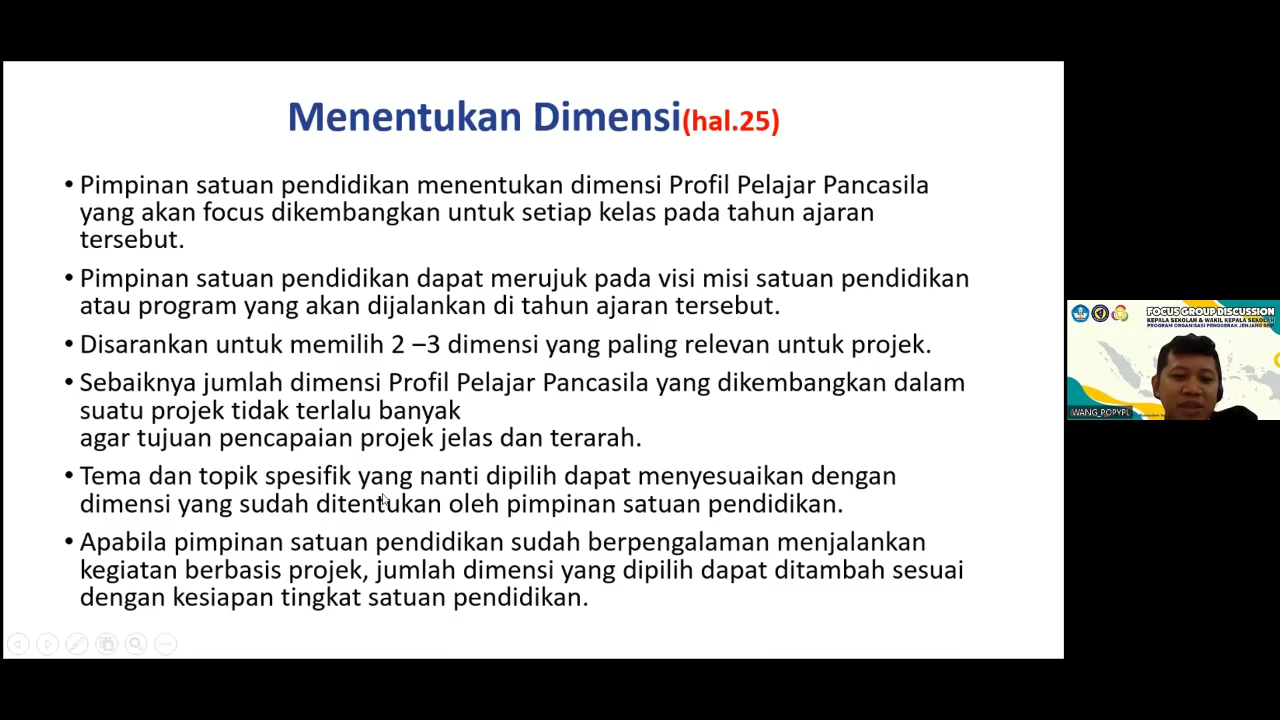 Menentukan Dimensi(hal.25)
• Pimpinan satuan pendidikan menentukan dimensi Profil Pelajar Pancasila
yang akan focus dikembangkan untuk setiap kelas pada tahun ajaran
tersebut.
• Pimpinan satuan pendidikan dapat merujuk pada visi misi satuan pendidikan
atau program yang akan dijalankan di tahun ajaran tersebut.
• Disarankan untuk memilih 2 –3 dimensi yang paling relevan untuk projek.
• Sebaiknya jumlah dimensi Profil Pelajar Pancasila yang dikembangkan dalam
suatu projek tidak terlalu banyak
agar tujuan pencapaian projek jelas dan terarah.
• Tema dan topik spesifik yang nanti dipilih dapat menyesuaikan dengan
dimensi yang sudah ditentukan oleh pimpinan satuan pendidikan.
• Apabila pimpinan satuan pendidikan sudah berpengalaman menjalankan
kegiatan berbasis projek, jumlah dimensi yang dipilih dapat ditambah sesuai
dengan kesiapan tingkat satuan pendidikan.
FOCUS GROUP DISCUSSION
KEPALA SEKOLAH & WAKIL KEPALA SEKOLAH
PROGRAM ORGANISASI PENGGERAK JENJANG